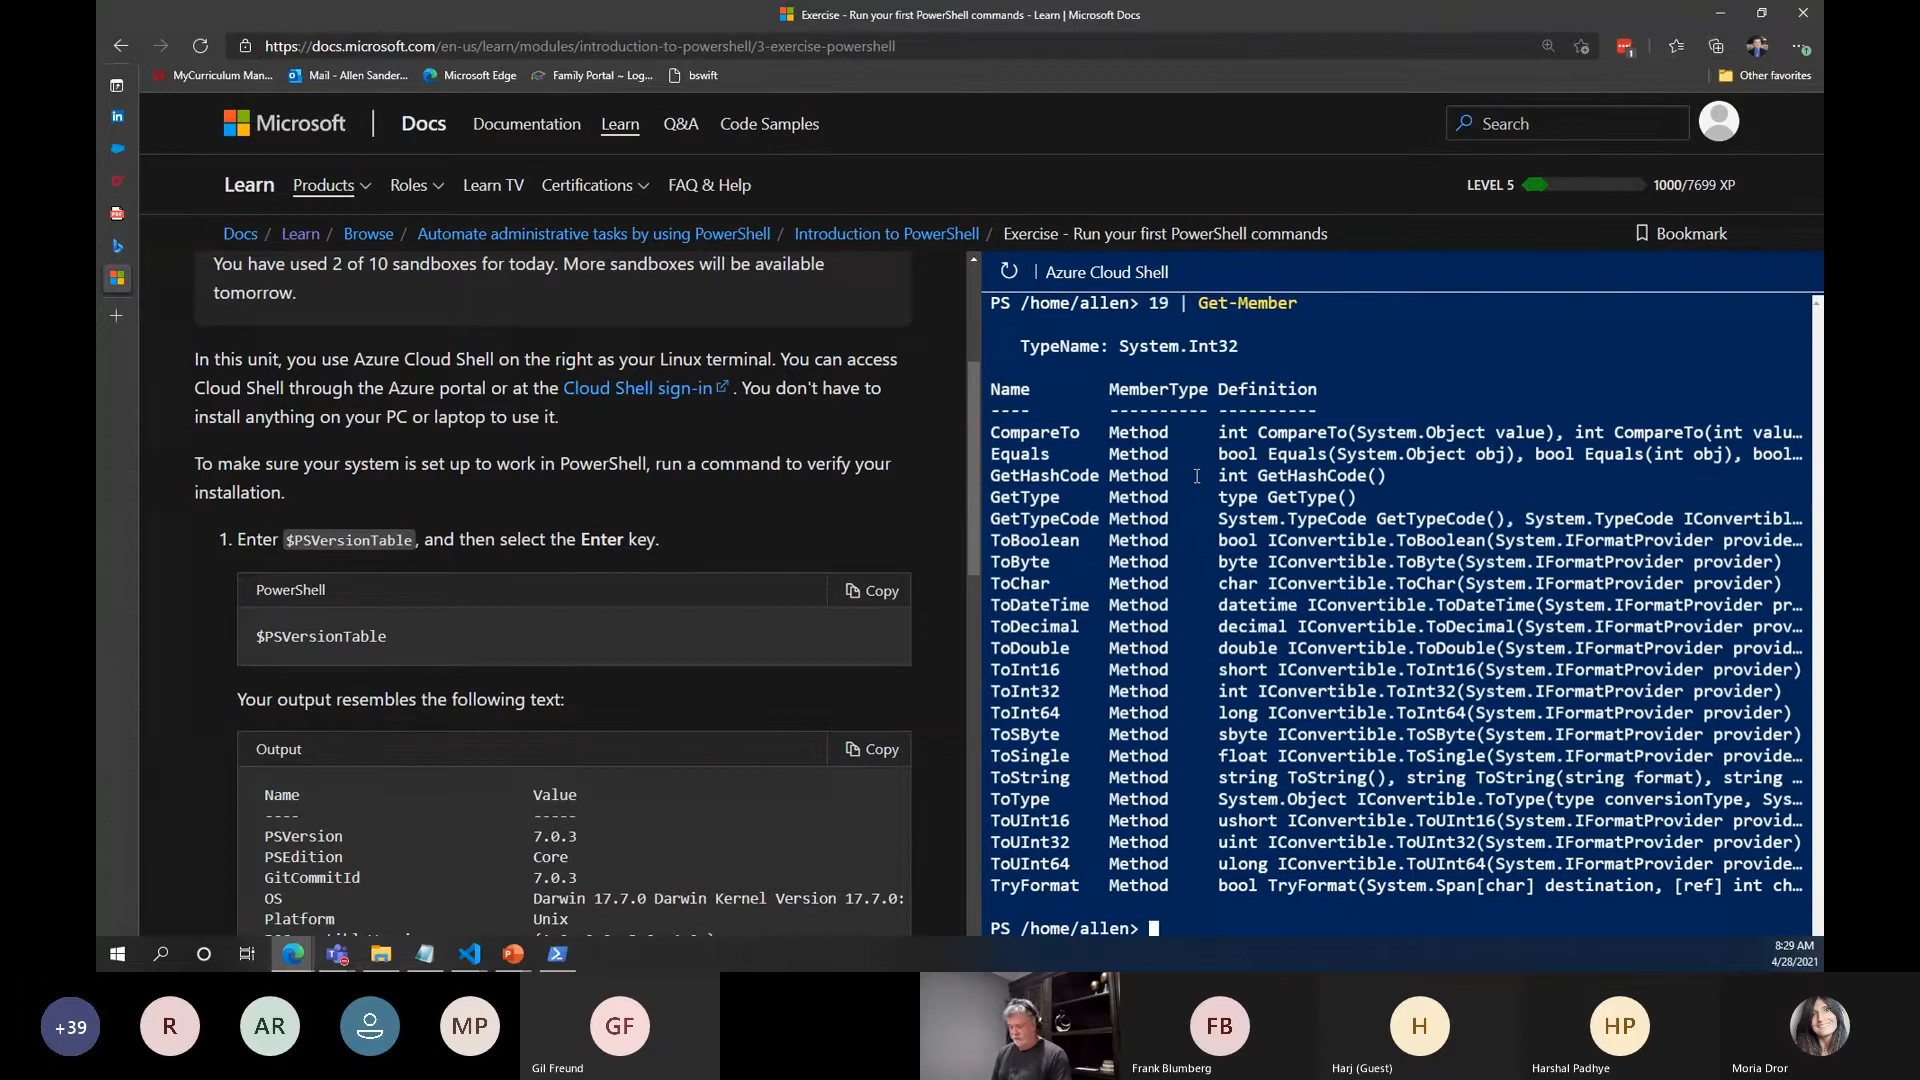 Exercise - Run your first PowerShell commands - Learn | Microsoft Docs
https://docs.microsoft.com/en-us/learn/modules/introduction-to-powershell/3-exercise-powershell
MyCurriculum Man... Mail - Allen Sander... Microsoft Edge Family Portal ~ Log... bswift Other favorites
Microsoft | Docs Documentation Learn Q&A Code Samples Search
Learn Products Roles Learn TV Certifications FAQ & Help LEVEL 5 1000/7699 XP
Docs / Learn / Browse / Automate administrative tasks by using PowerShell / Introduction to PowerShell / Exercise - Run your first PowerShell commands Bookmark
You have used 2 of 10 sandboxes for today. More sandboxes will be available
tomorrow.
In this unit, you use Azure Cloud Shell on the right as your Linux terminal. You can access
Cloud Shell through the Azure portal or at the Cloud Shell sign-in . You don't have to
install anything on your PC or laptop to use it.
To make sure your system is set up to work in PowerShell, run a command to verify your
installation.
1. Enter $PSVersionTable, and then select the Enter key.
PowerShell Copy
$PSVersionTable
Your output resembles the following text:
Output Copy
Name Value
---- -----
PSVersion 7.0.3
PSEdition Core
GitCommitId 7.0.3
OS Darwin 17.7.0 Darwin Kernel Version 17.7.0:
Platform Unix
| Azure Cloud Shell
PS /home/allen> 19 | Get-Member
TypeName: System.Int32
Name MemberType Definition
---- ---------- ----------
CompareTo Method int CompareTo(System.Object value), int CompareTo(int valu…
Equals Method bool Equals(System.Object obj), bool Equals(int obj), bool…
GetHashCode Method int GetHashCode()
GetType Method type GetType()
GetTypeCode Method System.TypeCode GetTypeCode(), System.TypeCode IConvertibl…
ToBoolean Method bool IConvertible.ToBoolean(System.IFormatProvider provide…
ToByte Method byte IConvertible.ToByte(System.IFormatProvider provider)
ToChar Method char IConvertible.ToChar(System.IFormatProvider provider)
ToDateTime Method datetime IConvertible.ToDateTime(System.IFormatProvider pr…
ToDecimal Method decimal IConvertible.ToDecimal(System.IFormatProvider prov…
ToDouble Method double IConvertible.ToDouble(System.IFormatProvider provid…
ToInt16 Method short IConvertible.ToInt16(System.IFormatProvider provider)
ToInt32 Method int IConvertible.ToInt32(System.IFormatProvider provider)
ToInt64 Method long IConvertible.ToInt64(System.IFormatProvider provider)
ToSByte Method sbyte IConvertible.ToSByte(System.IFormatProvider provider)
ToSingle Method float IConvertible.ToSingle(System.IFormatProvider provide…
ToString Method string ToString(), string ToString(string format), string …
ToType Method System.Object IConvertible.ToType(type conversionType, Sys…
ToUInt16 Method ushort IConvertible.ToUInt16(System.IFormatProvider provid…
ToUInt32 Method uint IConvertible.ToUInt32(System.IFormatProvider provider)
ToUInt64 Method ulong IConvertible.ToUInt64(System.IFormatProvider provide…
TryFormat Method bool TryFormat(System.Span[char] destination, [ref] int ch…
PS /home/allen>
8:29 AM
4/28/2021
+39 R AR MP GF FB H HP
Gil Freund Frank Blumberg Harj (Guest) Harshal Padhye Moria Dror